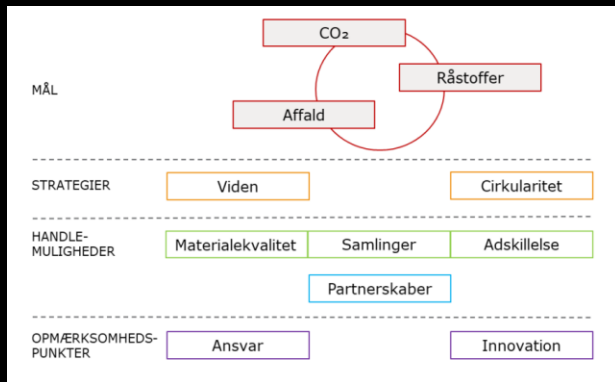 CO₂
Råstoffer
MÅL
Affald
STRATEGIER
Viden
Cirkularitet
HANDLE-
MULIGHEDER
Materialekvalitet
Samlinger
Adskillelse
Partnerskaber
OPMÆRKSOMHEDS-
PUNKTER
Ansvar
Innovation